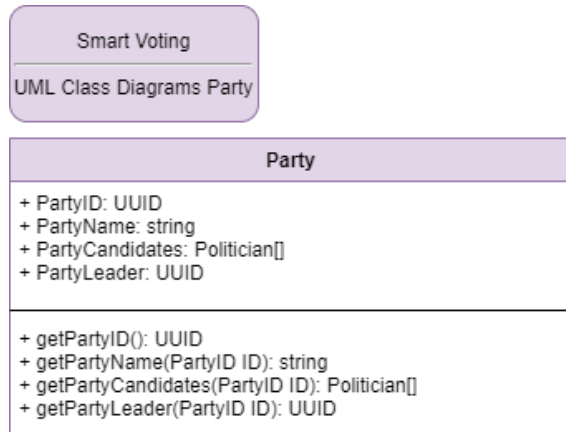 Smart Voting
UML Class Diagrams Party
Party
+ PartyID: UUID
+ PartyName: string
+ PartyCandidates: Politician[]
+ PartyLeader: UUID
+ getPartyID(): UUID
+ getPartyName(PartyID ID): string
+ getPartyCandidates(PartyID ID): Politician[]
+ getPartyLeader(PartyID ID): UUID